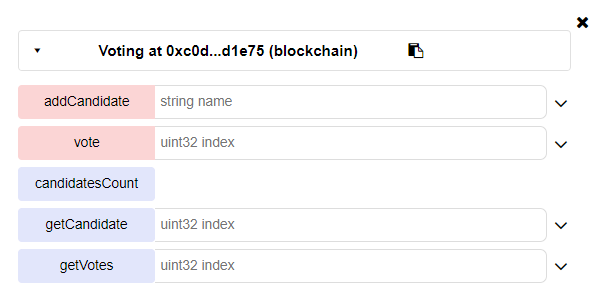 Voting at 0xc0d...d1e75 (blockchain)
addCandidate string name
vote uint32 index
candidatesCount
getCandidate uint32 index
getVotes uint32 index